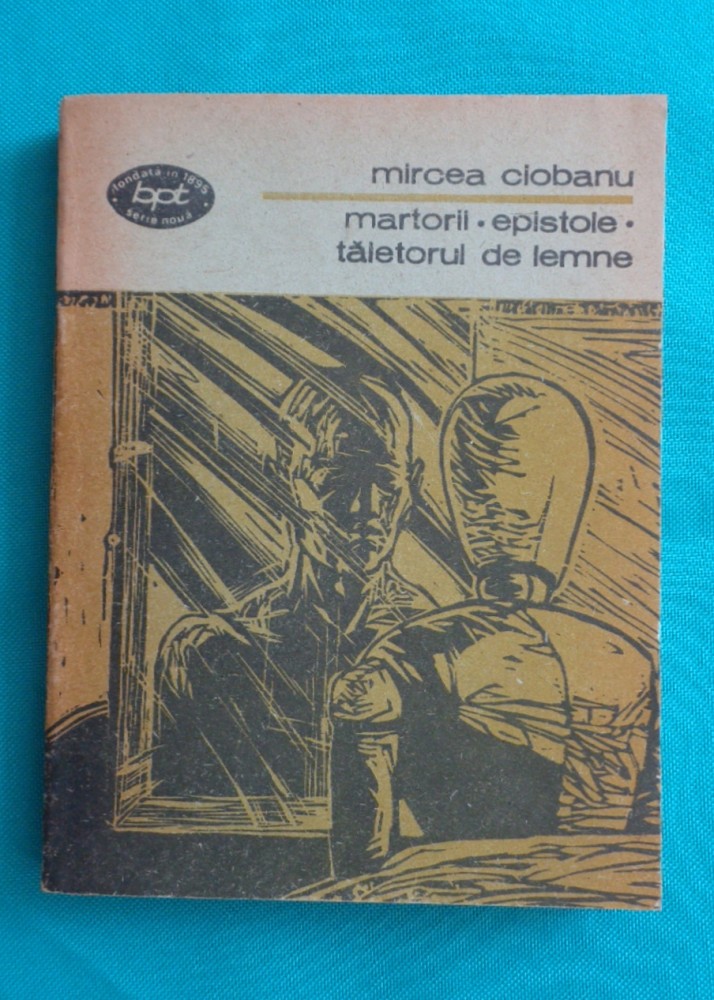 fondată în 1895
bpt
serie nouă
mircea ciobanu
martorii • epistole •
tăietorul de lemne